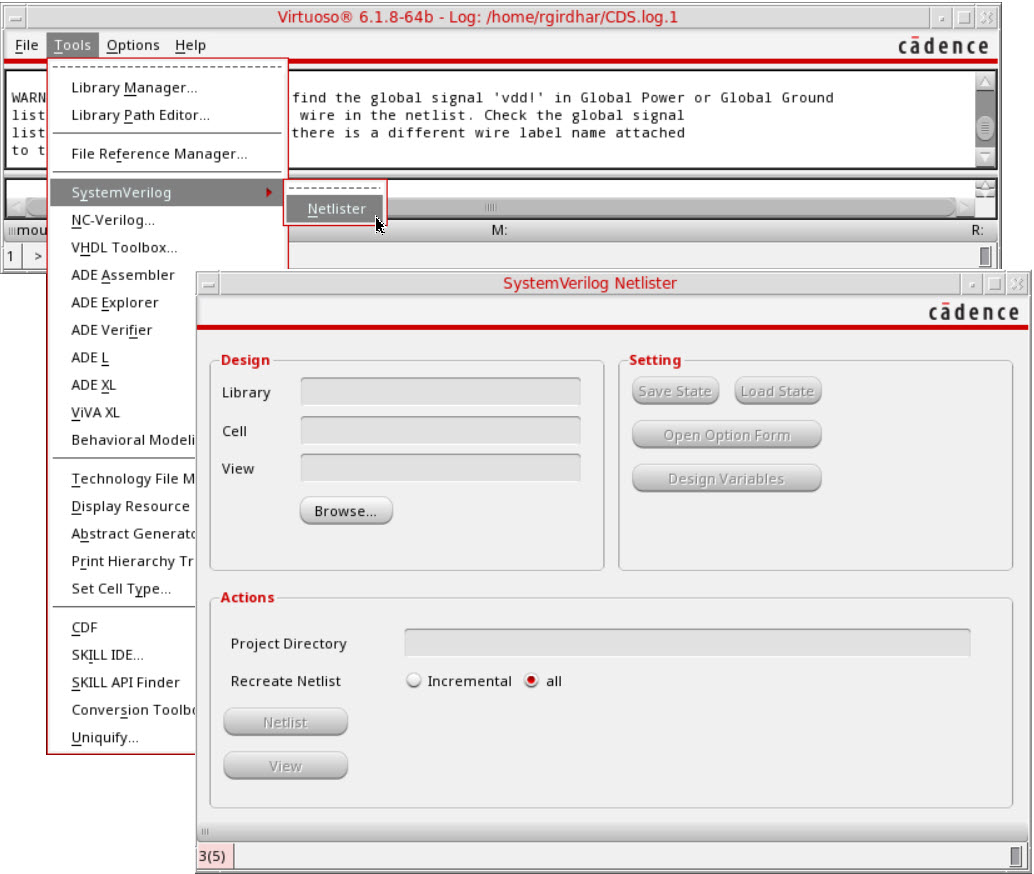 Virtuoso® 6.1.8-64b - Log: /home/rgirdhar/CDS.log.1
File Tools Options Help
cādence
WARN find the global signal 'vdd!' in Global Power or Global Ground
list wire in the netlist. Check the global signal
list there is a different wire label name attached
to t
Library Manager...
Library Path Editor...
File Reference Manager...
SystemVerilog
Netlister
NC-Verilog...
VHDL Toolbox...
ADE Assembler
ADE Explorer
ADE Verifier
ADE L
ADE XL
ViVA XL
Behavioral Modeli
Technology File M
Display Resource
Abstract Generato
Print Hierarchy Tr
Set Cell Type...
CDF
SKILL IDE...
SKILL API Finder
Conversion Toolbo
Uniquify...
mou M: R:
1 >
SystemVerilog Netlister
cādence
Design
Library
Cell
View
Browse...
Setting
Save State Load State
Open Option Form
Design Variables
Actions
Project Directory
Recreate Netlist Incremental all
Netlist
View
3(5)